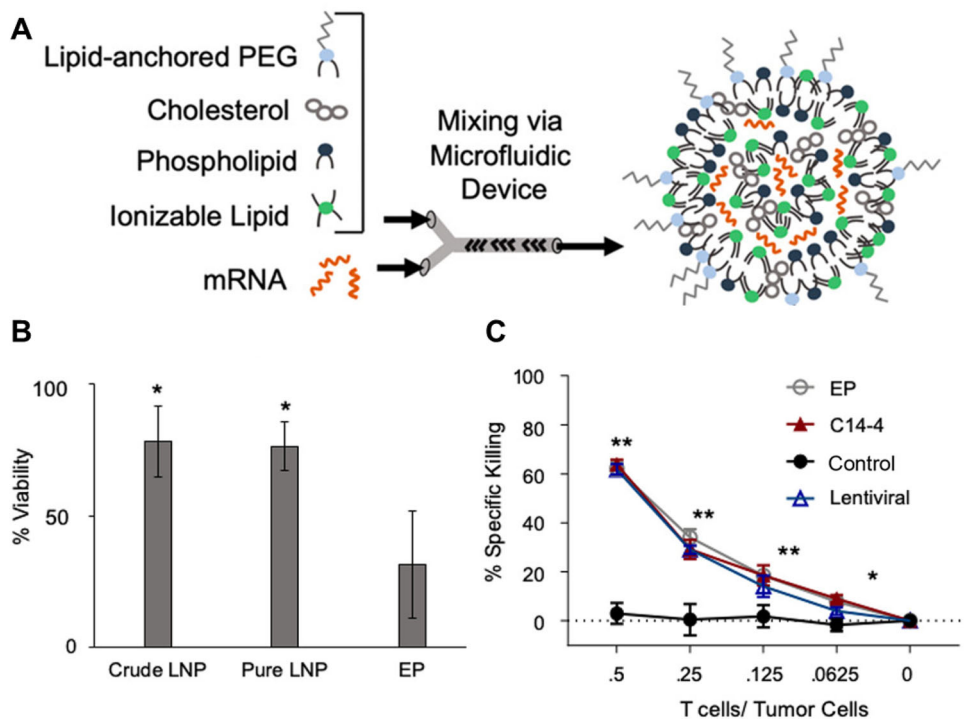 A
Lipid-anchored PEG
Cholesterol
Phospholipid
Ionizable Lipid
mRNA
Mixing via
Microfluidic
Device
B
% Viability
100
50
0
*
*
Crude LNP
Pure LNP
EP
C
% Specific Killing
100
80
60
40
20
0
**
**
**
*
EP
C14-4
Control
Lentiviral
.5
.25
.125
.0625
0
T cells/ Tumor Cells